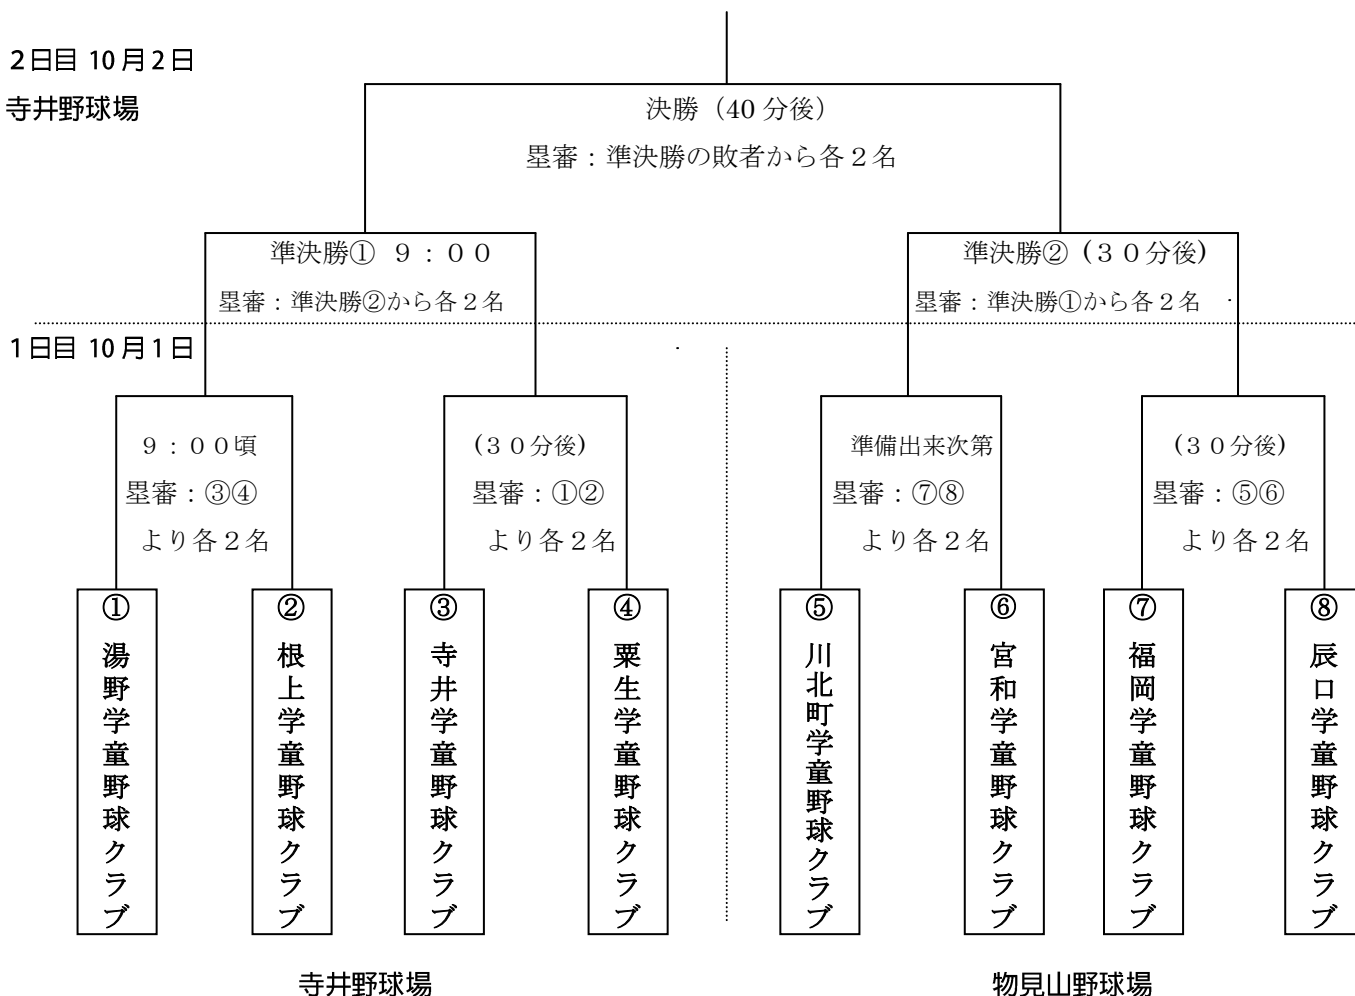 2日目 10月2日
寺井野球場
決勝（40分後）
塁審：準決勝の敗者から各２名
準決勝① ９：００
塁審：準決勝②から各２名
準決勝②（３０分後）
塁審：準決勝①から各２名
1日目 10月1日
９：００頃
塁審：③④
より各２名
（３０分後）
塁審：①②
より各２名
準備出来次第
塁審：⑦⑧
より各２名
（３０分後）
塁審：⑤⑥
より各２名
①湯野学童野球クラブ
②根上学童野球クラブ
③寺井学童野球クラブ
④粟生学童野球クラブ
⑤川北町学童野球クラブ
⑥宮和学童野球クラブ
⑦福岡学童野球クラブ
⑧辰口学童野球クラブ
寺井野球場
物見山野球場